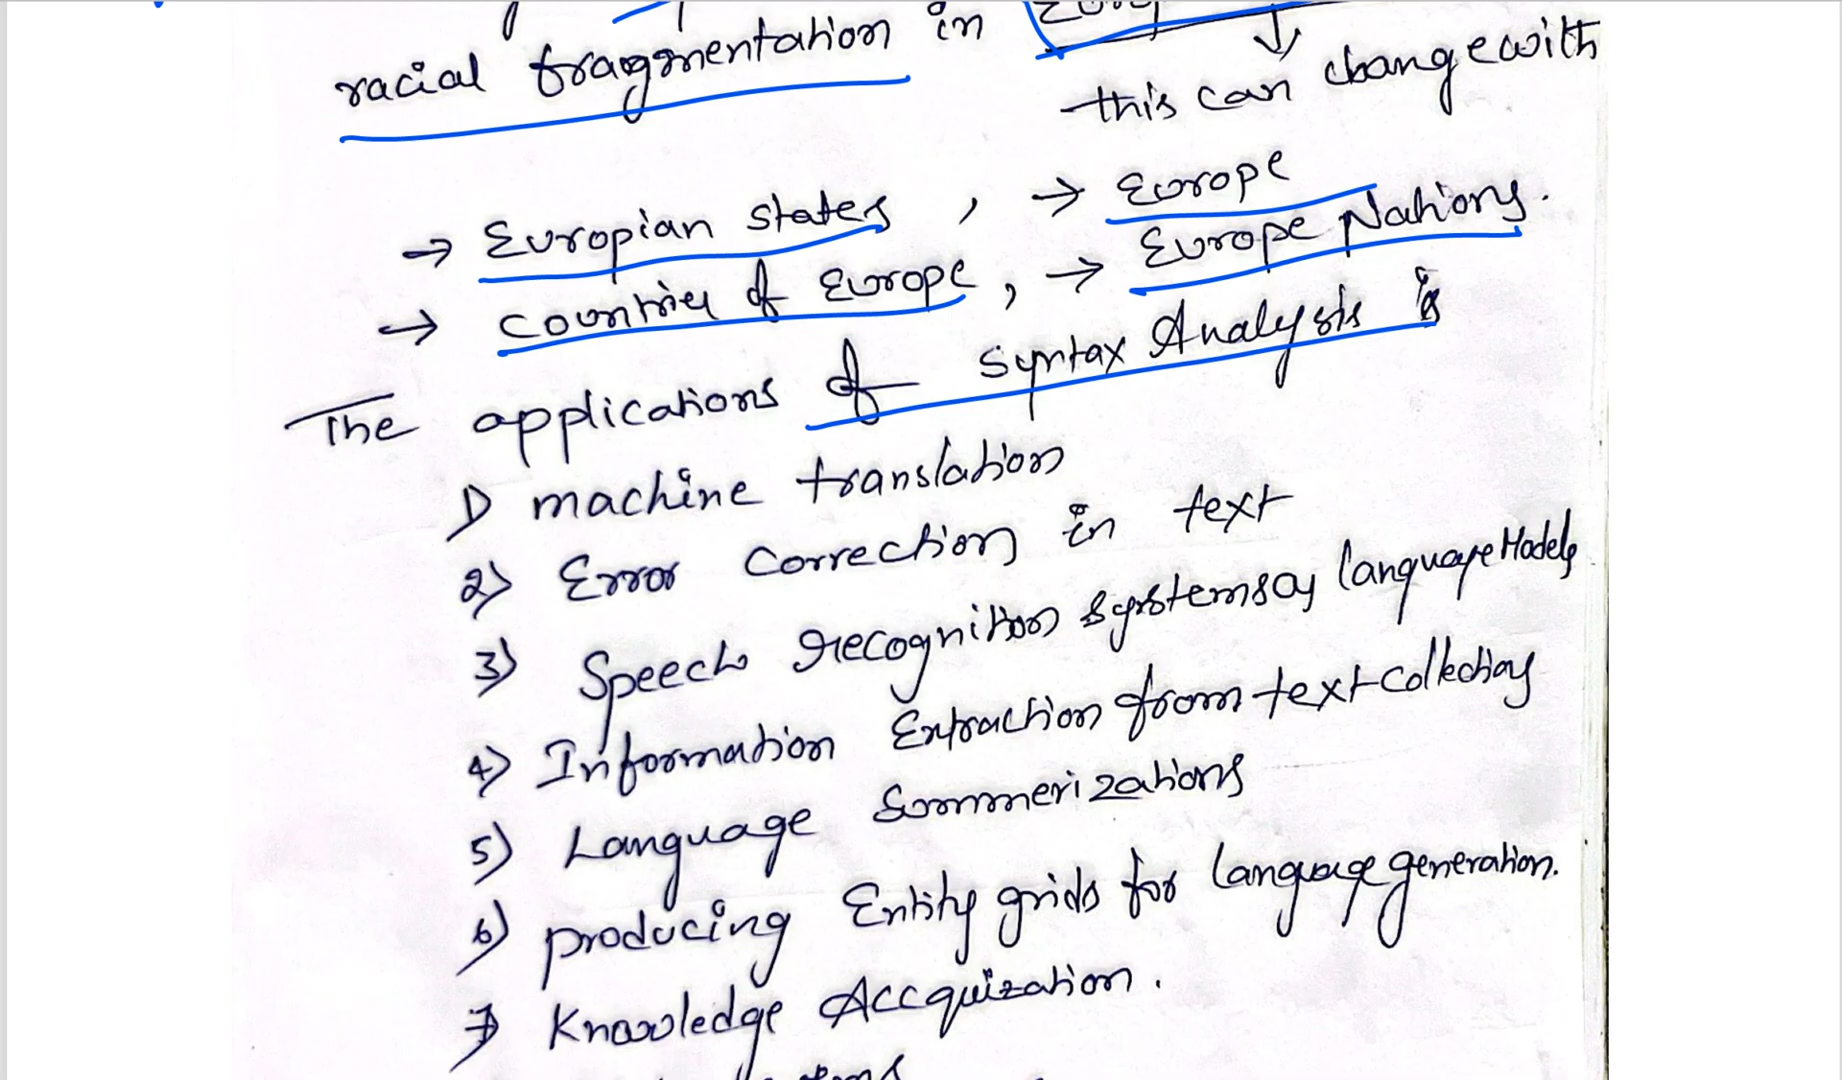 racial fragmentation in
this can change with
→ Europian states , → Europe
→ Countries of Europe , → Europe Nations.
The applications of Syntax Analysis is
1) machine translation
2) Error correction in text
3) Speech recognition systems as language Models
4) Information Extraction from text collections
5) Language Summerizations
6) producing Entity grids for language generation.
7) Knowledge Accquization.